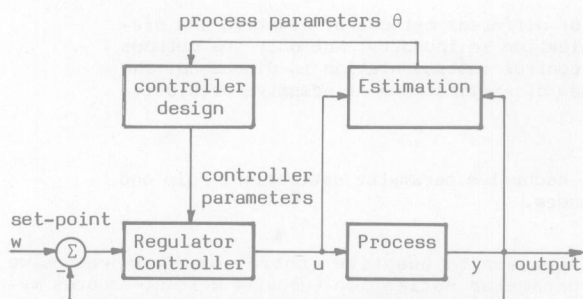 process parameters θ
controller
design
Estimation
controller
parameters
set-point
w
Σ
−
Regulator
Controller
u
Process
y
output